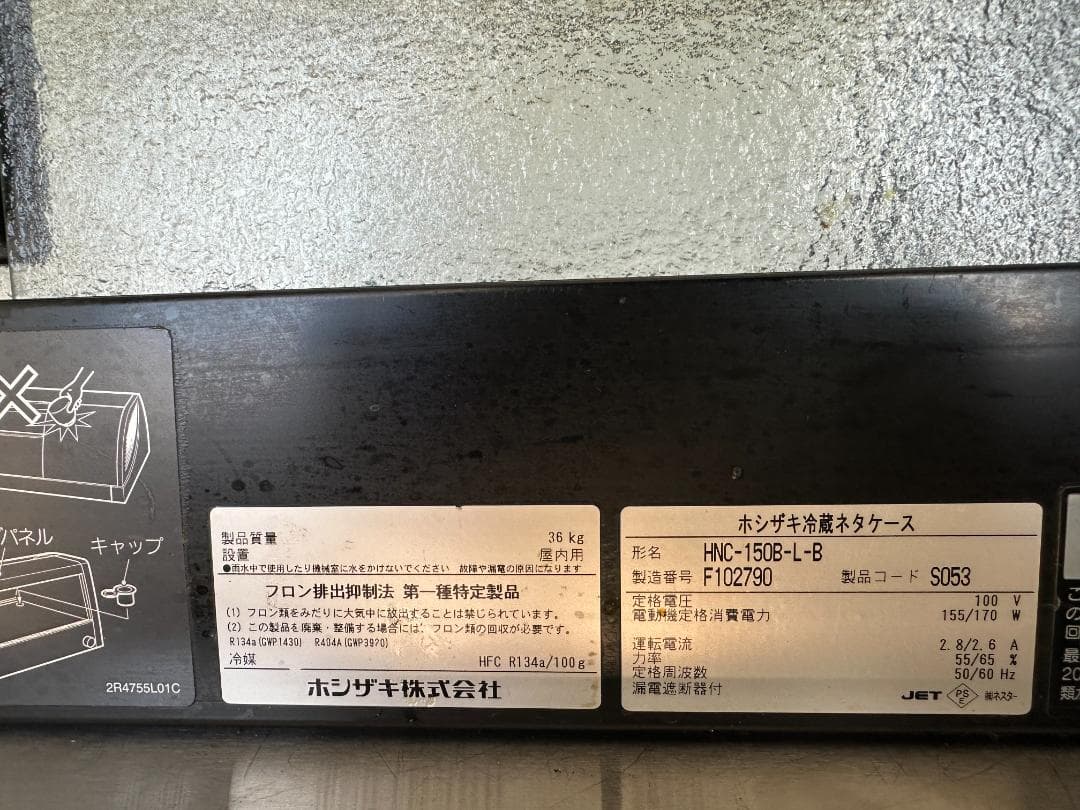 パネル
キャップ
2R4755L01C
製品質量 36 kg
設置 屋内用
●雨水中で使用したり機械室に水をかけないでください 故障や漏電の原因になります
フロン排出抑制法 第一種特定製品
(1) フロン類をみだりに大気中に放出することは禁じられています。
(2) この製品を廃棄・整備する場合には、フロン類の回収が必要です。
R134a(GWP1430) R404A(GWP3920)
冷媒 HFC R134a/100g
ホシザキ株式会社
ホシザキ冷蔵ネタケース
形名 HNC-150B-L-B
製造番号 F102790 製品コード S053
定格電圧 100 V
電動機定格消費電力 155/170 W
運転電流 2.8/2.6 A
力率 55/65 %
定格周波数 50/60 Hz
漏電遮断器付
JET PSE ㈱ネスター
こ
の
回
最
20
類